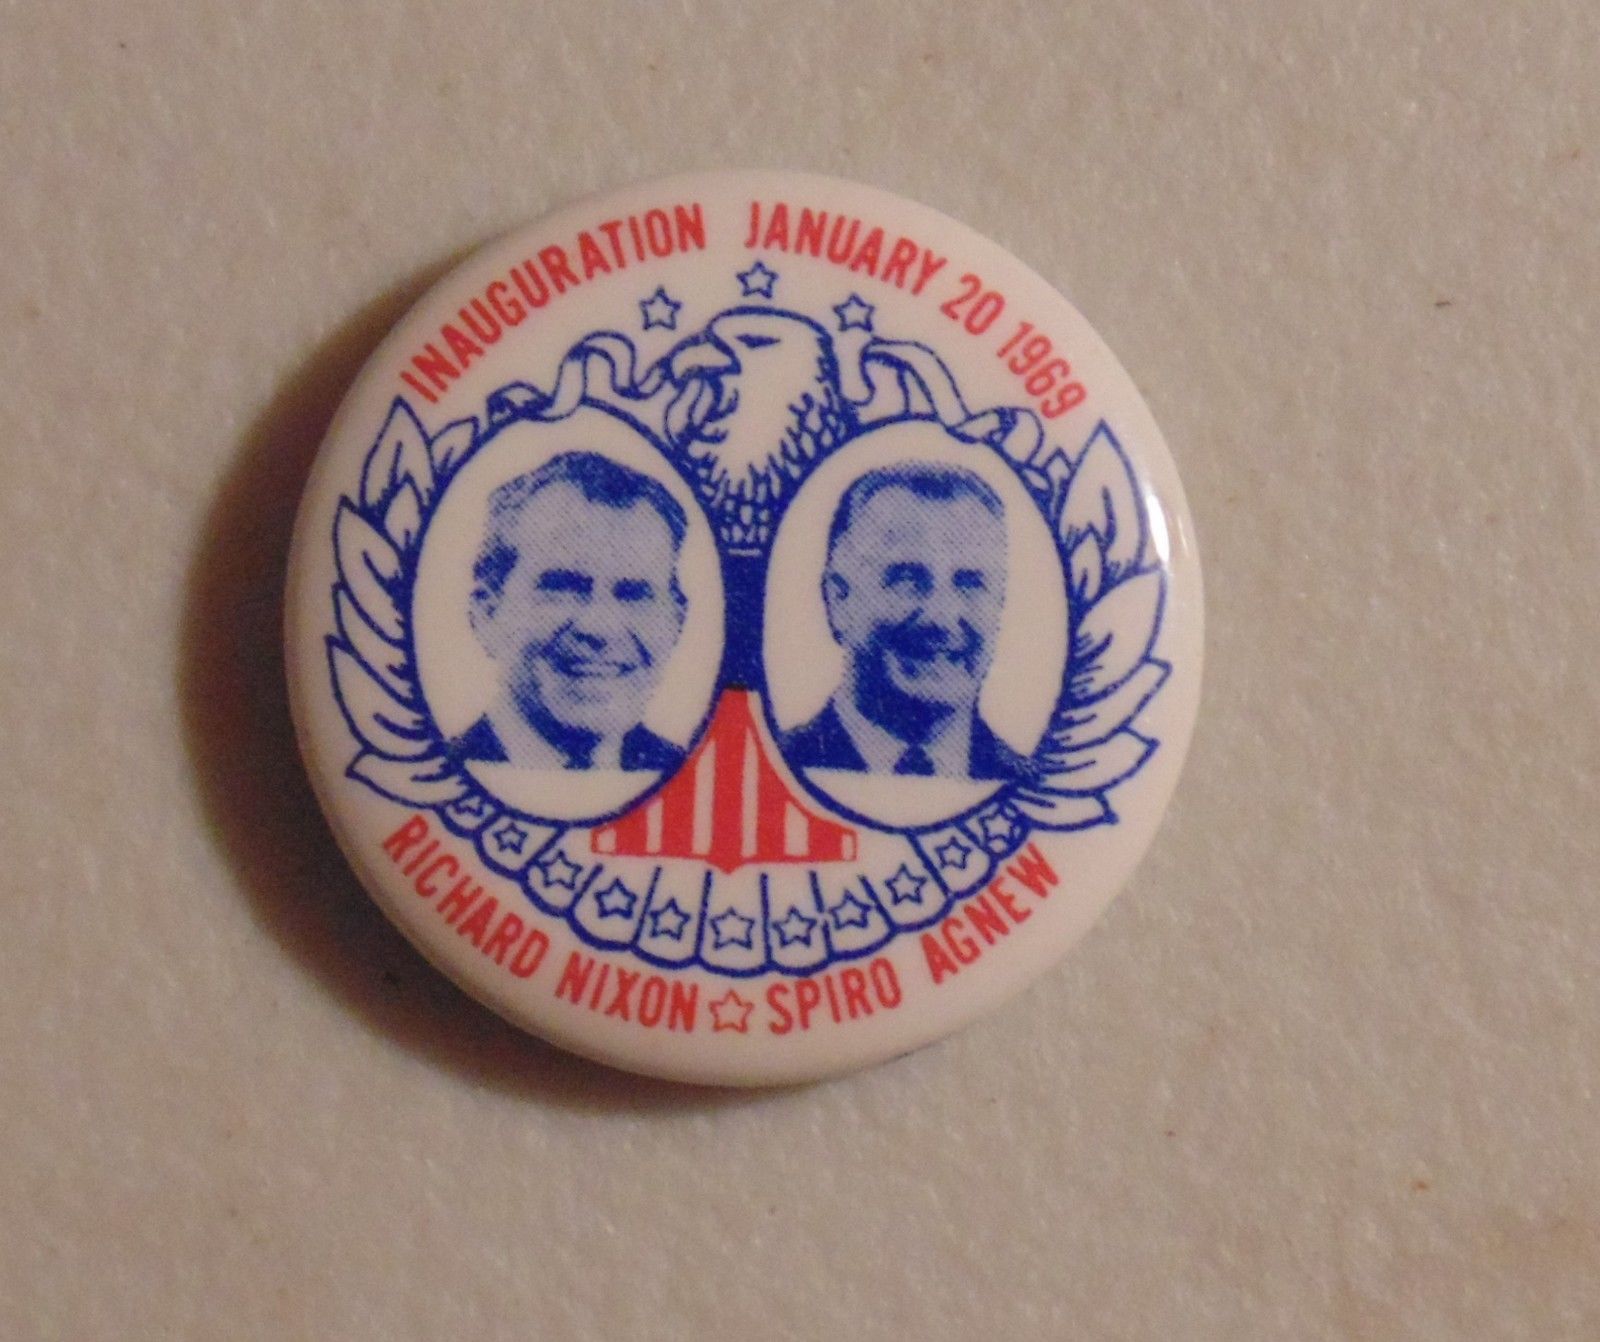 INAUGURATION JANUARY 20 1969
RICHARD NIXON ☆ SPIRO AGNEW